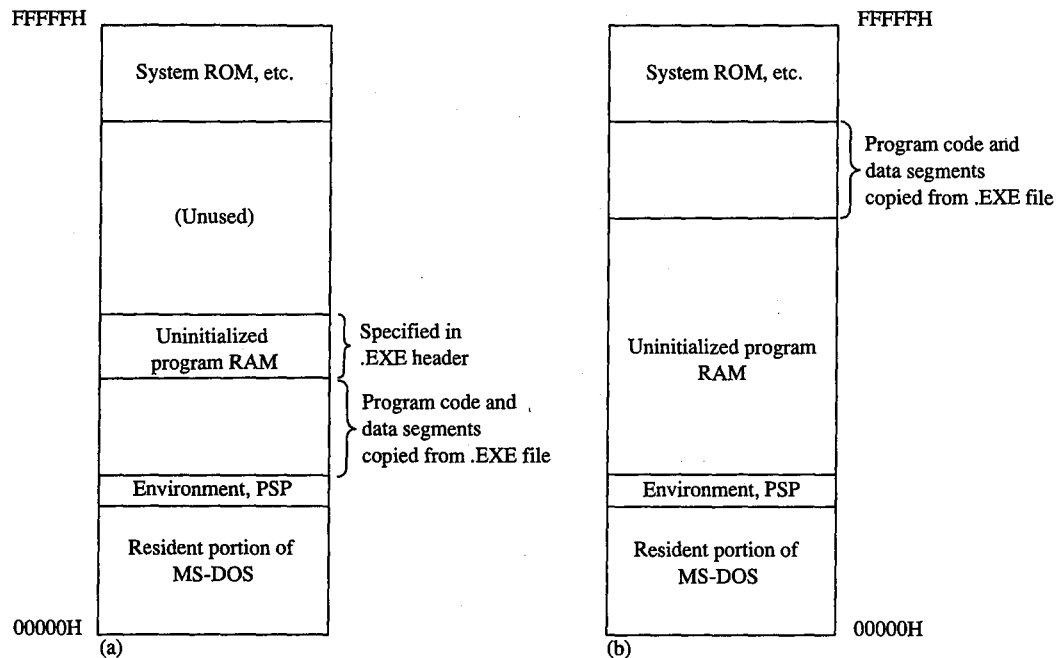 FFFFFH
System ROM, etc.
(Unused)
Uninitialized
program RAM
Specified in
.EXE header
Program code and
data segments
copied from .EXE file
Environment, PSP
Resident portion of
MS-DOS
00000H
(a)
FFFFFH
System ROM, etc.
Program code and
data segments
copied from .EXE file
Uninitialized program
RAM
Environment, PSP
Resident portion of
MS-DOS
00000H
(b)